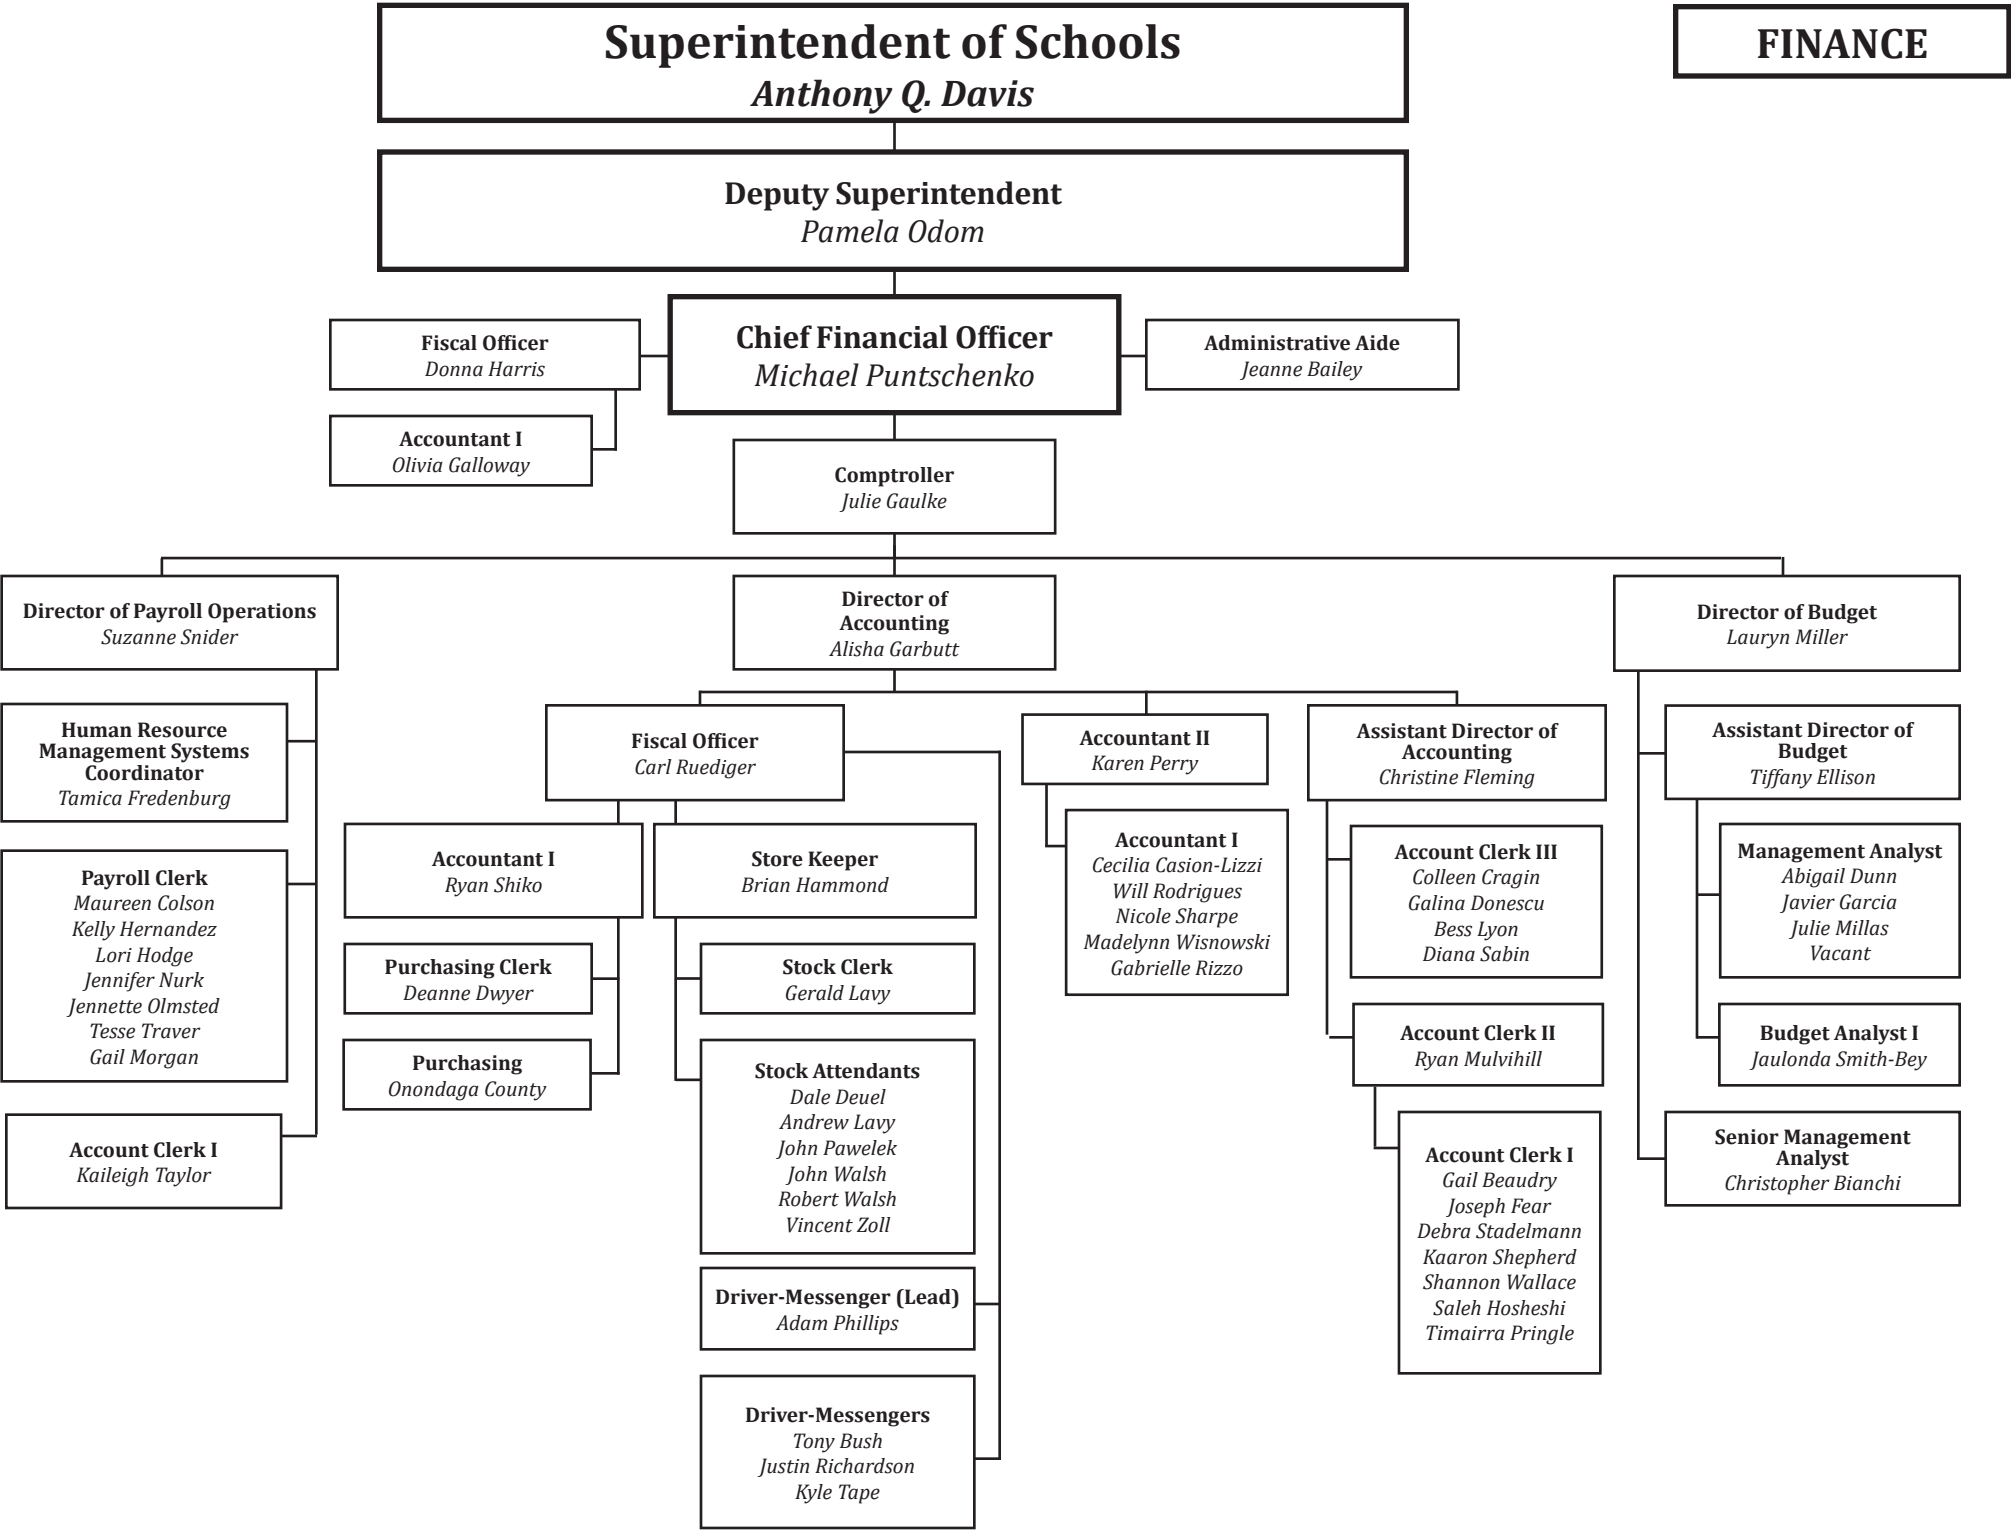 Superintendent of Schools
Anthony Q. Davis
FINANCE
Deputy Superintendent
Pamela Odom
Chief Financial Officer
Michael Puntschenko
Fiscal Officer
Donna Harris
Administrative Aide
Jeanne Bailey
Accountant I
Olivia Galloway
Comptroller
Julie Gaulke
Director of Payroll Operations
Suzanne Snider
Human Resource
Management Systems
Coordinator
Tamica Fredenburg
Payroll Clerk
Maureen Colson
Kelly Hernandez
Lori Hodge
Jennifer Nurk
Jennette Olmsted
Tesse Traver
Gail Morgan
Account Clerk I
Kaileigh Taylor
Director of
Accounting
Alisha Garbutt
Fiscal Officer
Carl Ruediger
Accountant I
Ryan Shiko
Purchasing Clerk
Deanne Dwyer
Purchasing
Onondaga County
Store Keeper
Brian Hammond
Stock Clerk
Gerald Lavy
Stock Attendants
Dale Deuel
Andrew Lavy
John Pawelek
John Walsh
Robert Walsh
Vincent Zoll
Driver-Messenger (Lead)
Adam Phillips
Driver-Messengers
Tony Bush
Justin Richardson
Kyle Tape
Accountant II
Karen Perry
Accountant I
Cecilia Casion-Lizzi
Will Rodrigues
Nicole Sharpe
Madelynn Wisnowski
Gabrielle Rizzo
Assistant Director of
Accounting
Christine Fleming
Account Clerk III
Colleen Cragin
Galina Donescu
Bess Lyon
Diana Sabin
Account Clerk II
Ryan Mulvihill
Account Clerk I
Gail Beaudry
Joseph Fear
Debra Stadelmann
Kaaron Shepherd
Shannon Wallace
Saleh Hosheshi
Timairra Pringle
Director of Budget
Lauryn Miller
Assistant Director of
Budget
Tiffany Ellison
Management Analyst
Abigail Dunn
Javier Garcia
Julie Millas
Vacant
Budget Analyst I
Jaulonda Smith-Bey
Senior Management
Analyst
Christopher Bianchi